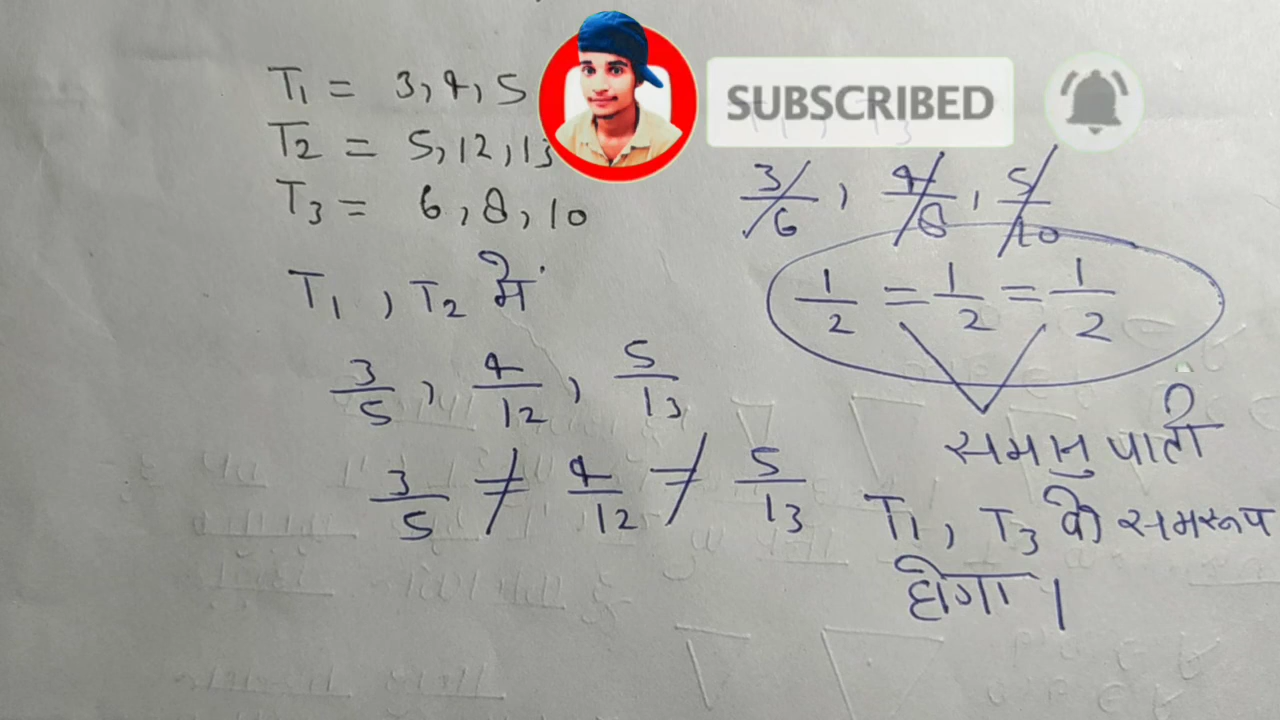 T1 = 3, 4, 5
T2 = 5, 12, 13
T3 = 6, 8, 10
T1 , T2 में
3/5 , 4/12 , 5/13
3/5 ≠ 4/12 ≠ 5/13
SUBSCRIBED
3/6 , 4/8 , 5/10
1/2 = 1/2 = 1/2
समानुपाती
T1, T3 के समरूप
होगा।